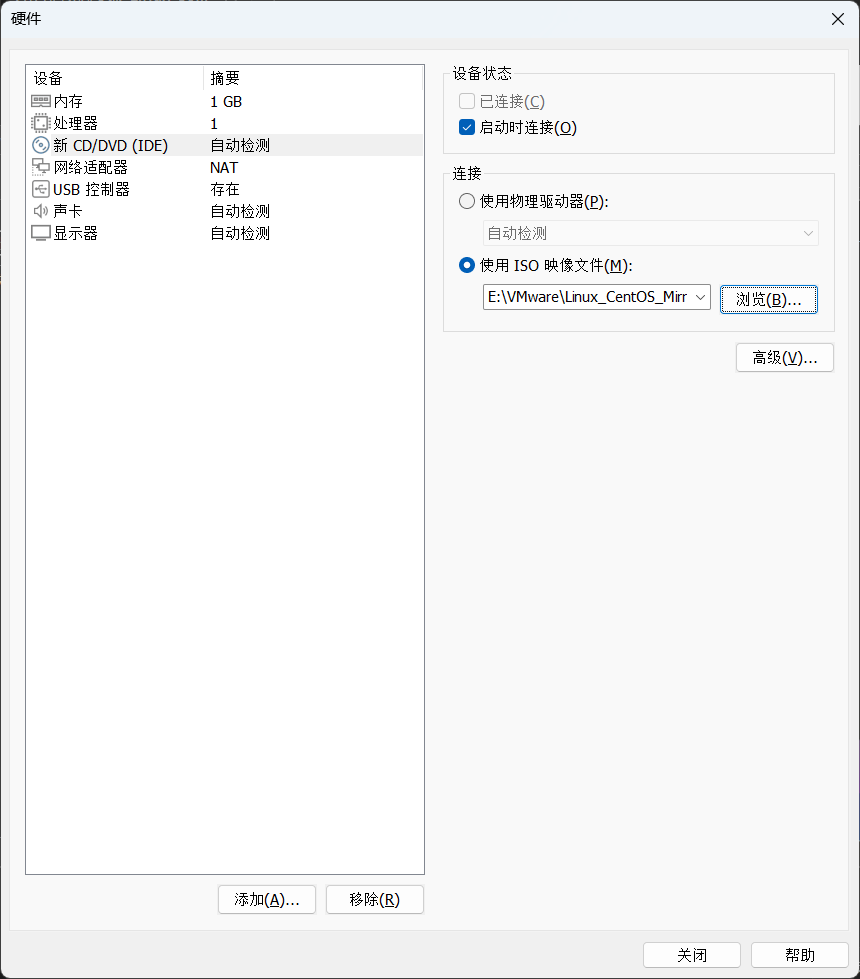 硬件
设备 摘要
内存 1 GB
处理器 1
新 CD/DVD (IDE) 自动检测
网络适配器 NAT
USB 控制器 存在
声卡 自动检测
显示器 自动检测
添加(A)... 移除(R)
设备状态
已连接(C)
启动时连接(O)
连接
使用物理驱动器(P):
自动检测
使用 ISO 映像文件(M):
E:\VMware\Linux_CentOS_Mirr 浏览(B)...
高级(V)...
关闭 帮助